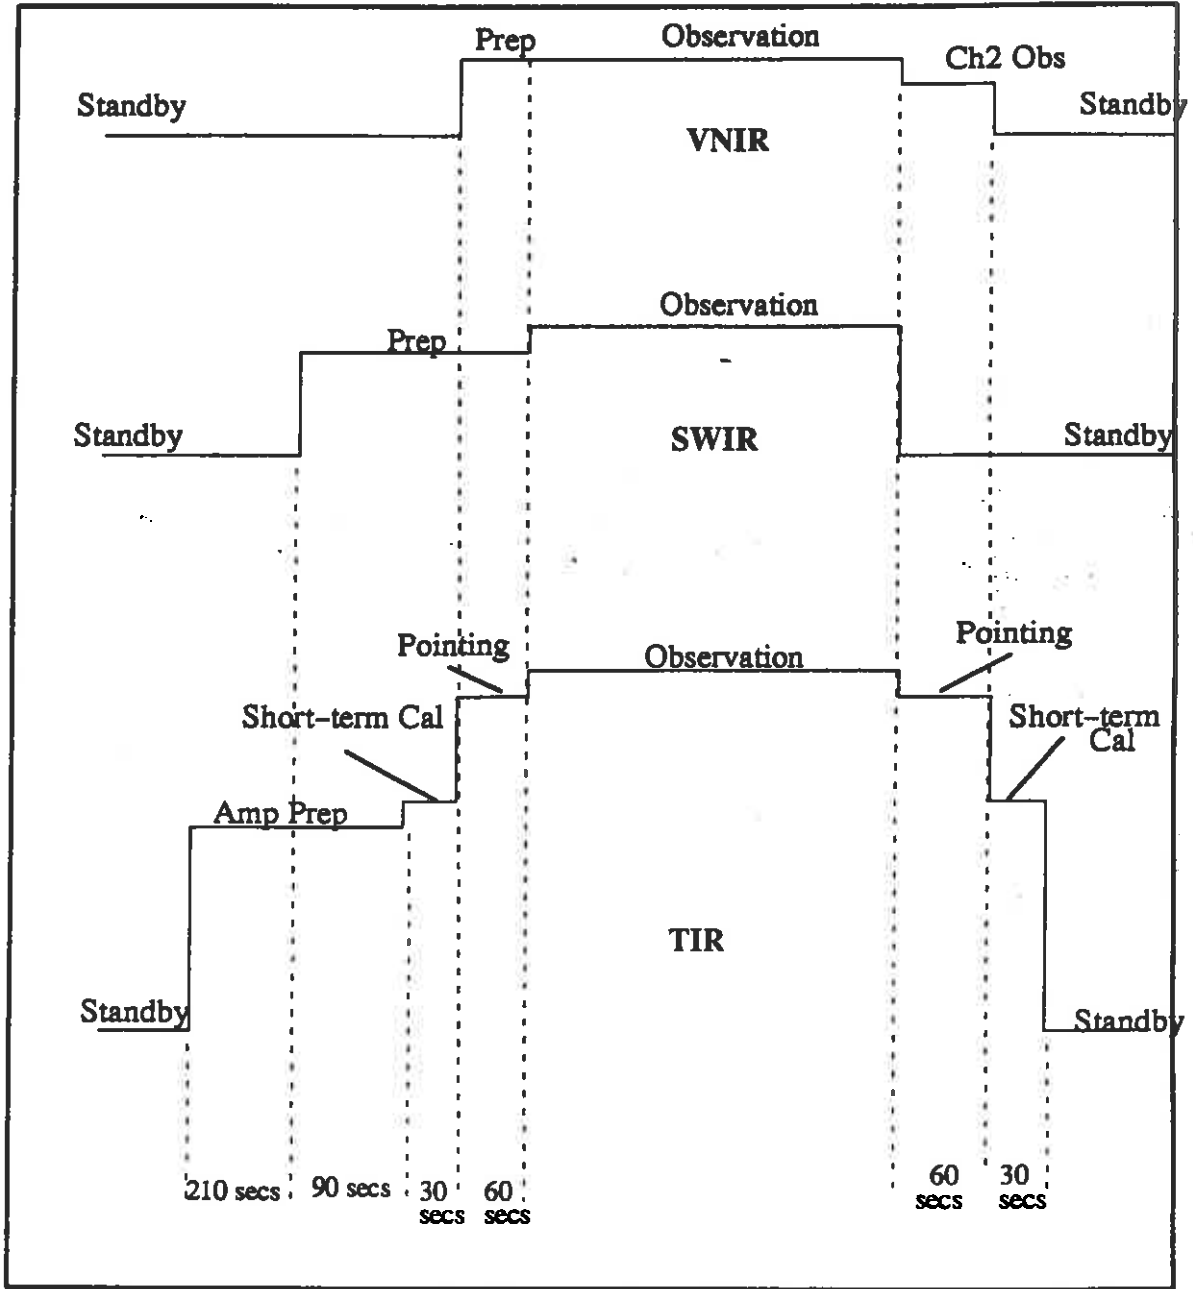 Prep
Observation
Ch2 Obs
Standby
Standby
VNIR
Observation
Prep
Standby
SWIR
Standby
Pointing
Observation
Pointing
Short-term Cal
Short-term
Cal
Amp Prep
TIR
Standby
Standby
210 secs
90 secs
30
secs
60
secs
60
secs
30
secs